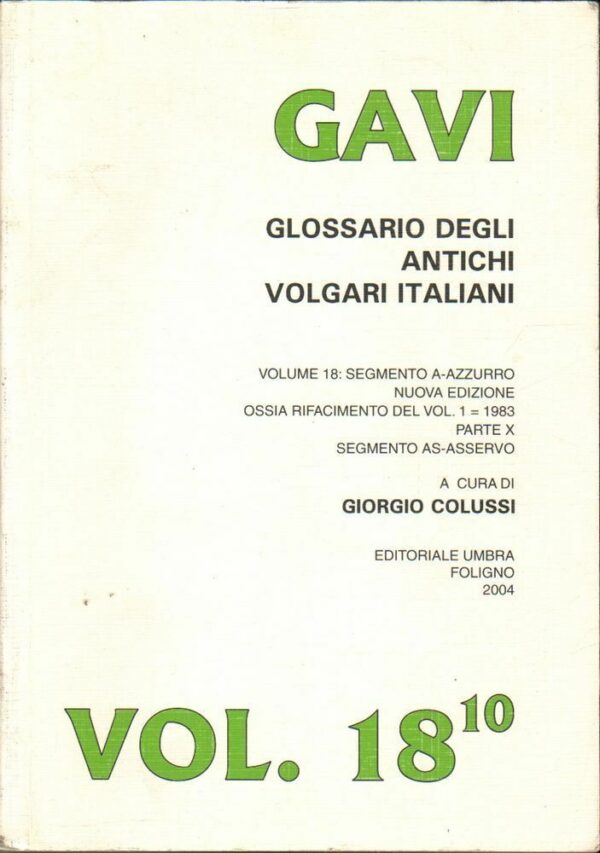 GAVI
GLOSSARIO DEGLI
ANTICHI
VOLGARI ITALIANI
VOLUME 18: SEGMENTO A-AZZURRO
NUOVA EDIZIONE
OSSIA RIFACIMENTO DEL VOL. 1 = 1983
PARTE X
SEGMENTO AS-ASSERVO
A CURA DI
GIORGIO COLUSSI
EDITORIALE UMBRA
FOLIGNO
2004
VOL. 18¹⁰